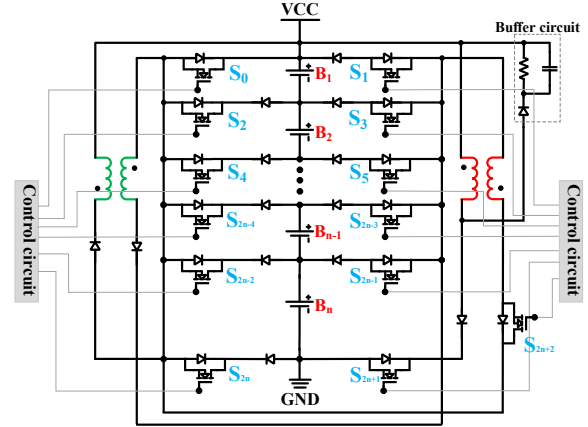 VCC
Buffer circuit
S0
B1
S1
S2
B2
S3
S4
S5
S2n-4
S2n-3
Bn-1
S2n-2
S2n-1
Bn
S2n
S2n+1
S2n+2
GND
Control circuit
Control circuit